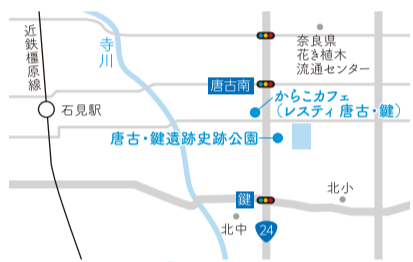 近鉄橿原線
寺川
奈良県
花き植木
流通センター
唐古南
からこカフェ
(レスティ 唐古・鍵)
石見駅
唐古・鍵遺跡史跡公園
鍵
北小
北中
24